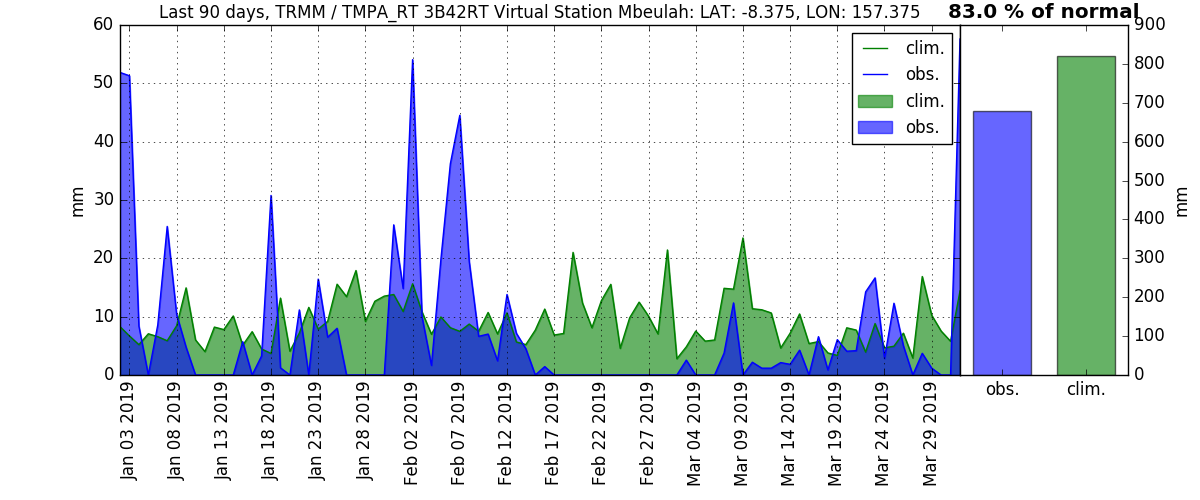 Last 90 days, TRMM / TMPA_RT 3B42RT Virtual Station Mbeulah: LAT: -8.375, LON: 157.375
83.0 % of normal
60
50
40
30
20
10
0
mm
clim.
obs.
clim.
obs.
Jan 03 2019
Jan 08 2019
Jan 13 2019
Jan 18 2019
Jan 23 2019
Jan 28 2019
Feb 02 2019
Feb 07 2019
Feb 12 2019
Feb 17 2019
Feb 22 2019
Feb 27 2019
Mar 04 2019
Mar 09 2019
Mar 14 2019
Mar 19 2019
Mar 24 2019
Mar 29 2019
900
800
700
600
500
400
300
200
100
0
mm
obs.
clim.